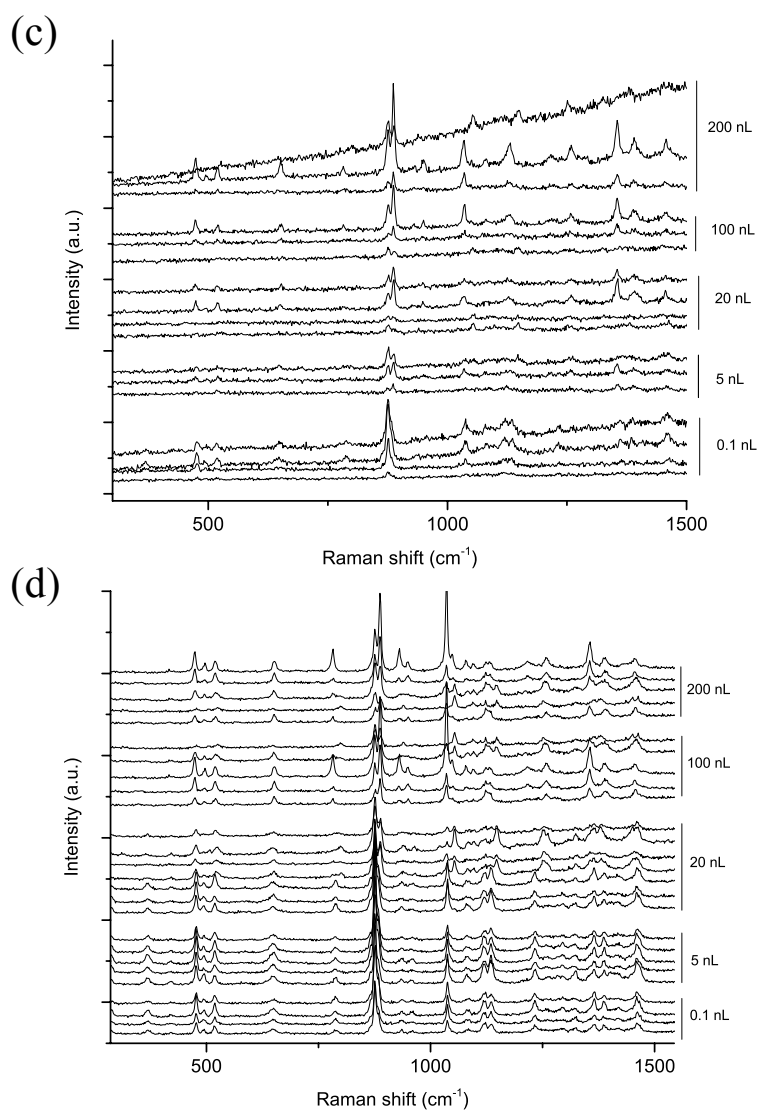 (c)
200 nL
100 nL
20 nL
5 nL
0.1 nL
Intensity (a.u.)
500 1000 1500
Raman shift (cm⁻¹)
(d)
200 nL
100 nL
20 nL
5 nL
0.1 nL
Intensity (a.u.)
500 1000 1500
Raman shift (cm⁻¹)